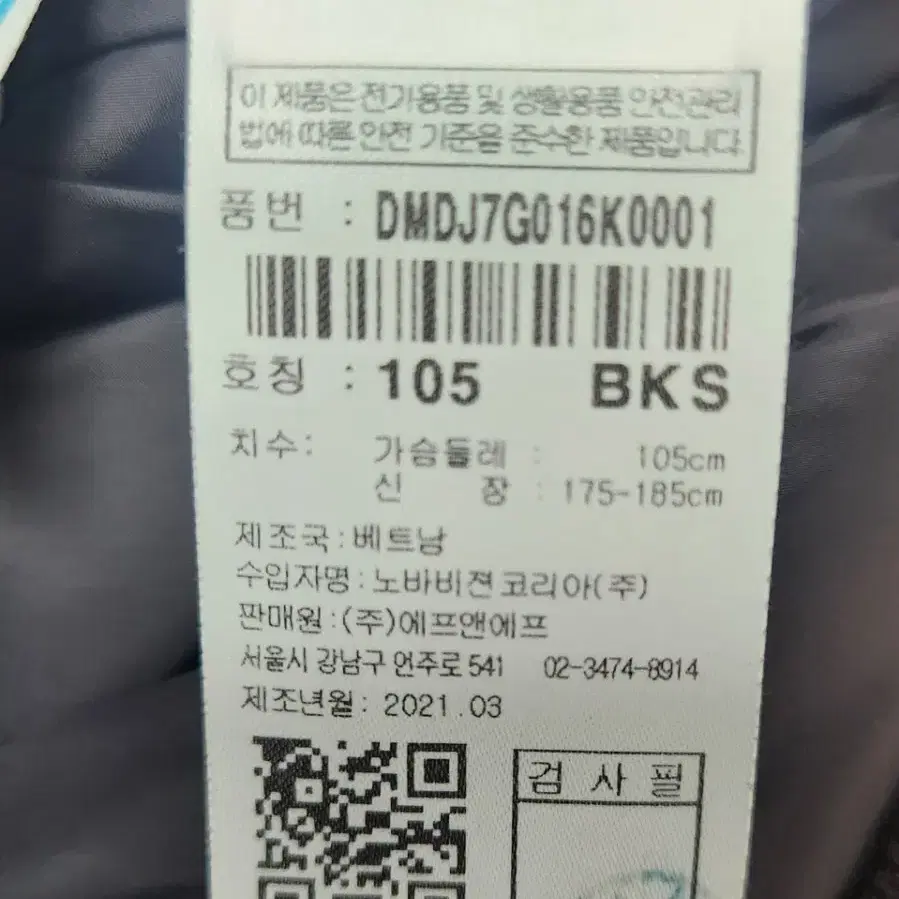 이 제품은 전기용품 및 생활용품 안전관리
법에 따른 안전 기준을 준수한 제품입니다.
품번 : DMDJ7G016K0001
호칭 : 105 BKS
치수: 가슴둘레 : 105cm
신 장 : 175-185cm
제조국:베트남
수입자명:노바비젼코리아(주)
판매원:(주)에프앤에프
서울시 강남구 언주로 541 02-3474-8914
제조년월: 2021.03
검사필